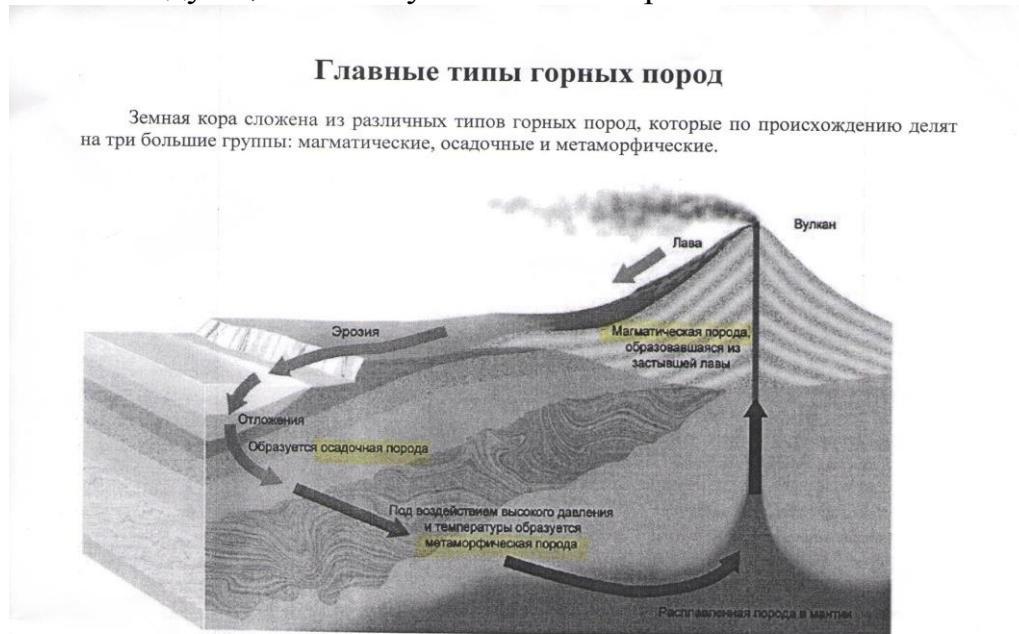 Главные типы горных пород
Земная кора сложена из различных типов горных пород, которые по происхождению делят
на три большие группы: магматические, осадочные и метаморфические.
Вулкан
Лава
Эрозия
Магматическая порода,
образовавшаяся из
застывшей лавы
Отложения
Образуется осадочная порода
Под воздействием высокого давления
и температуры образуется
метаморфическая порода
Расплавленная порода в мантии